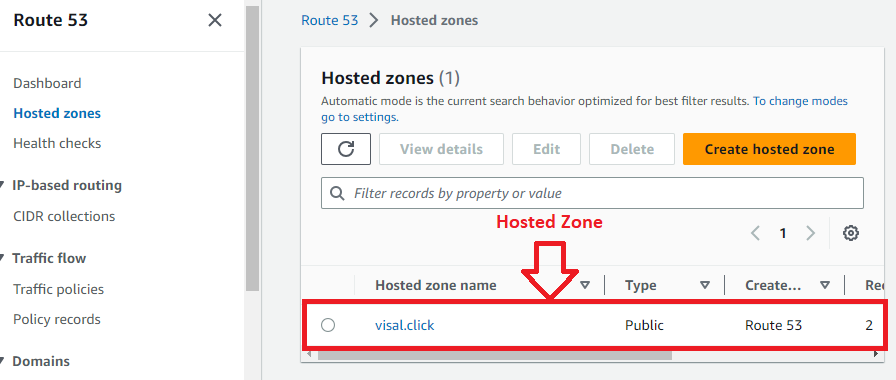 Route 53
Dashboard
Hosted zones
Health checks
IP-based routing
CIDR collections
Traffic flow
Traffic policies
Policy records
Domains
Route 53 > Hosted zones
Hosted zones (1)
Automatic mode is the current search behavior optimized for best filter results. To change modes
go to settings.
View details Edit Delete Create hosted zone
Filter records by property or value
Hosted Zone
1
Hosted zone name Type Create... Rec
visal.click Public Route 53 2